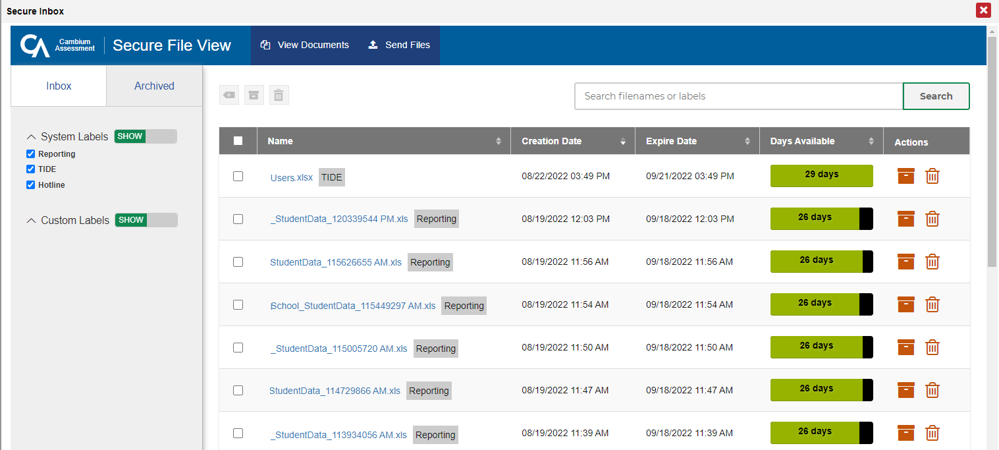 Secure Inbox
Cambium
Assessment
Secure File View
View Documents
Send Files
Inbox
Archived
Search filenames or labels
Search
System Labels SHOW
Reporting
TIDE
Hotline
Custom Labels SHOW
Name Creation Date Expire Date Days Available Actions
Users.xlsx TIDE 08/22/2022 03:49 PM 09/21/2022 03:49 PM 29 days
_StudentData_120339544 PM.xls Reporting 08/19/2022 12:03 PM 09/18/2022 12:03 PM 26 days
StudentData_115626655 AM.xls Reporting 08/19/2022 11:56 AM 09/18/2022 11:56 AM 26 days
School_StudentData_115449297 AM.xls Reporting 08/19/2022 11:54 AM 09/18/2022 11:54 AM 26 days
_StudentData_115005720 AM.xls Reporting 08/19/2022 11:50 AM 09/18/2022 11:50 AM 26 days
StudentData_114729866 AM.xls Reporting 08/19/2022 11:47 AM 09/18/2022 11:47 AM 26 days
_StudentData_113934056 AM.xls Reporting 08/19/2022 11:39 AM 09/18/2022 11:39 AM 26 days